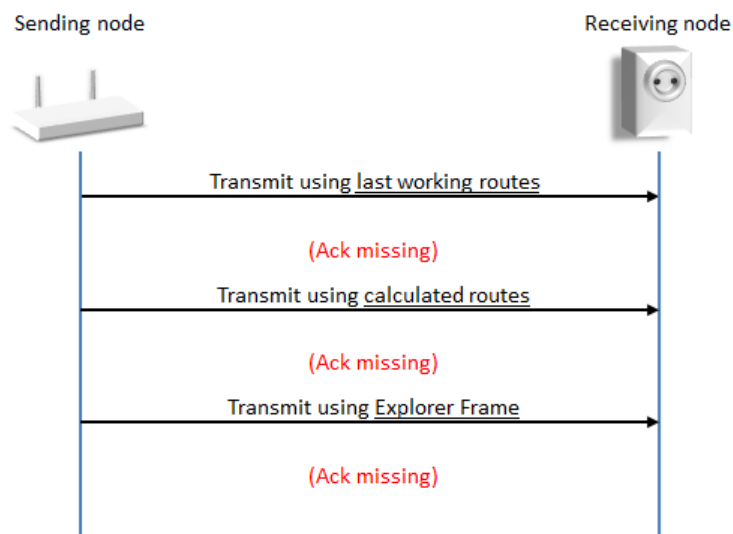 Sending node
Receiving node
Transmit using last working routes
(Ack missing)
Transmit using calculated routes
(Ack missing)
Transmit using Explorer Frame
(Ack missing)